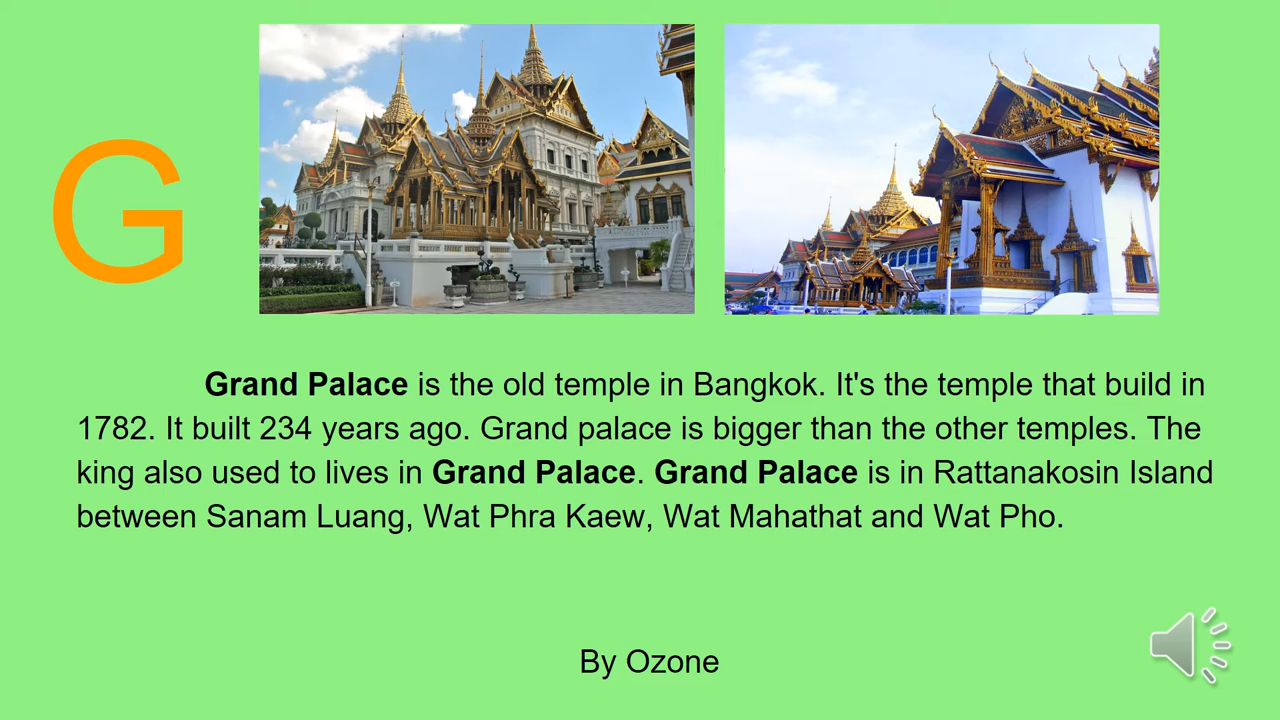 G
Grand Palace is the old temple in Bangkok. It's the temple that build in
1782. It built 234 years ago. Grand palace is bigger than the other temples. The
king also used to lives in Grand Palace. Grand Palace is in Rattanakosin Island
between Sanam Luang, Wat Phra Kaew, Wat Mahathat and Wat Pho.
By Ozone